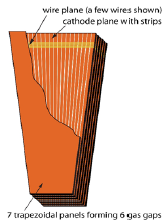 wire plane (a few wires shown)
cathode plane with strips
7 trapezoidal panels forming 6 gas gaps